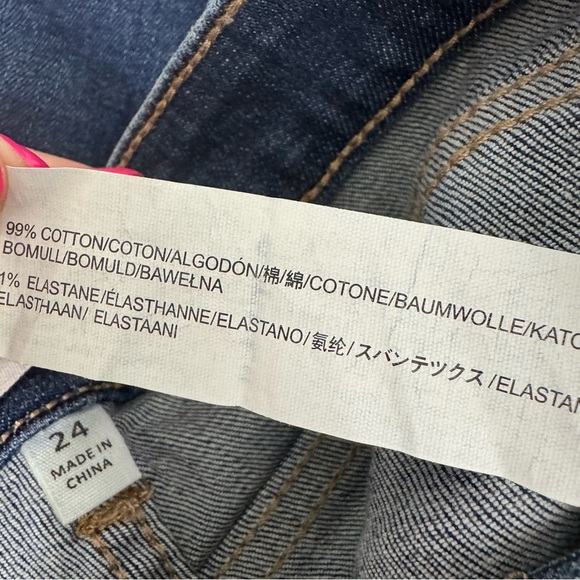 99% COTTON/COTON/ALGODÓN/棉/綿/COTONE/BAUMWOLLE/KATO
BOMULL/BOMULD/BAWEŁNA
1% ELASTANE/ÉLASTHANNE/ELASTANO/氨纶/スパンテックス/ELASTAN
ELASTHAAN/ ELASTAANI
24
MADE IN
CHINA